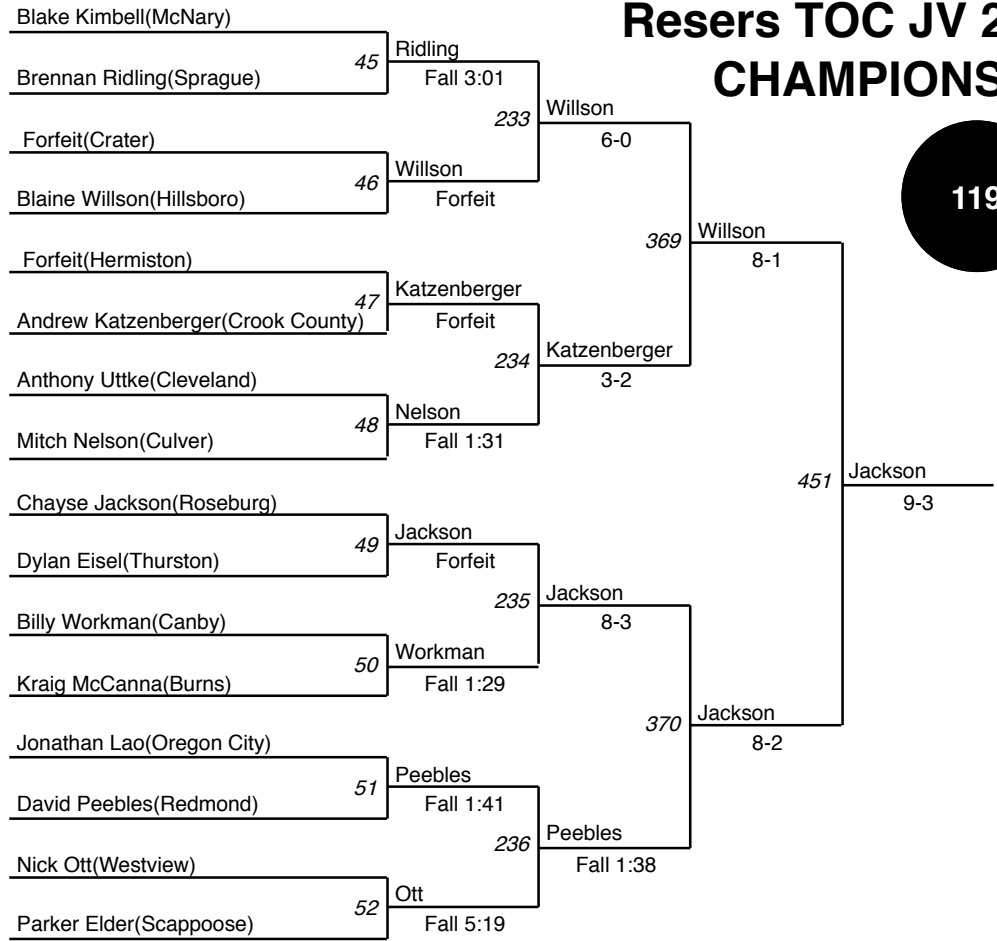 Resers TOC JV 2
CHAMPIONS
119
Blake Kimbell(McNary)
45
Ridling
Brennan Ridling(Sprague)
Fall 3:01
233
Willson
6-0
Forfeit(Crater)
46
Willson
Blaine Willson(Hillsboro)
Forfeit
369
Willson
8-1
Forfeit(Hermiston)
47
Katzenberger
Andrew Katzenberger(Crook County)
Forfeit
234
Katzenberger
3-2
Anthony Uttke(Cleveland)
48
Nelson
Mitch Nelson(Culver)
Fall 1:31
451
Jackson
9-3
Chayse Jackson(Roseburg)
49
Jackson
Dylan Eisel(Thurston)
Forfeit
235
Jackson
8-3
Billy Workman(Canby)
50
Workman
Kraig McCanna(Burns)
Fall 1:29
370
Jackson
8-2
Jonathan Lao(Oregon City)
51
Peebles
David Peebles(Redmond)
Fall 1:41
236
Peebles
Fall 1:38
Nick Ott(Westview)
52
Ott
Parker Elder(Scappoose)
Fall 5:19